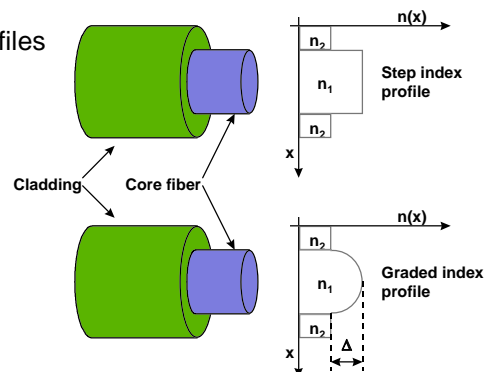 files
n(x)
n2
n1
Step index
profile
n2
x
Cladding
Core fiber
n(x)
n2
n1
Graded index
profile
n2
Δ
x